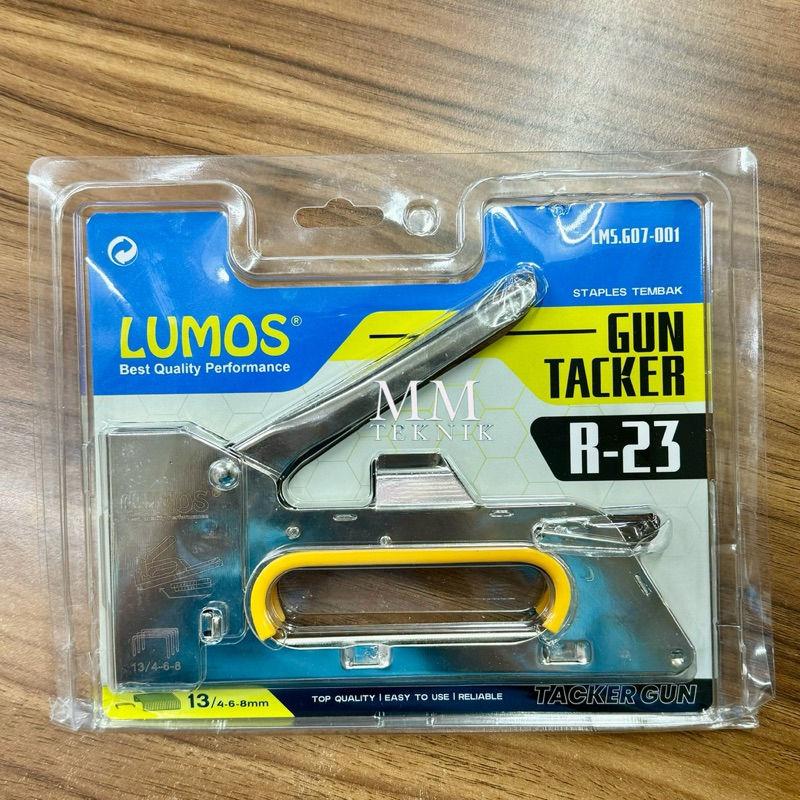 LMS.G07-001
STAPLES TEMBAK
LUMOS®
Best Quality Performance
GUN
TACKER
R-23
MM
TEKNIK
LUMOS®
13/4-6-8
13/4-6-8mm
TOP QUALITY | EASY TO USE | RELIABLE
TACKER GUN